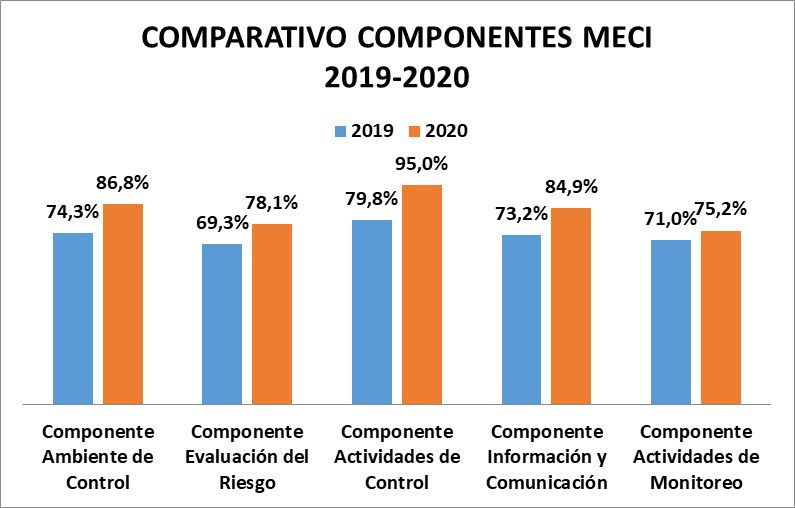 COMPARATIVO COMPONENTES MECI
2019-2020
2019 2020
74,3% 86,8% 69,3% 78,1% 79,8% 95,0% 73,2% 84,9% 71,0% 75,2%
Componente
Ambiente de
Control
Componente
Evaluación del
Riesgo
Componente
Actividades de
Control
Componente
Información y
Comunicación
Componente
Actividades de
Monitoreo